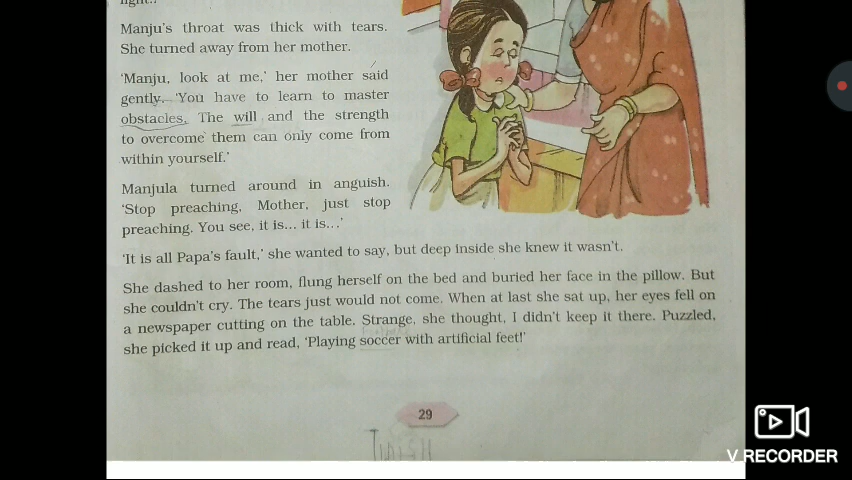 Manju's throat was thick with tears.
She turned away from her mother.
'Manju, look at me,' her mother said
gently. 'You have to learn to master
obstacles. The will and the strength
to overcome them can only come from
within yourself.'
Manjula turned around in anguish.
'Stop preaching, Mother, just stop
preaching. You see, it is... it is...'
'It is all Papa's fault,' she wanted to say, but deep inside she knew it wasn't.
She dashed to her room, flung herself on the bed and buried her face in the pillow. But
she couldn't cry. The tears just would not come. When at last she sat up, her eyes fell on
a newspaper cutting on the table. Strange, she thought, I didn't keep it there. Puzzled,
she picked it up and read, 'Playing soccer with artificial feet!'
29
V RECORDER